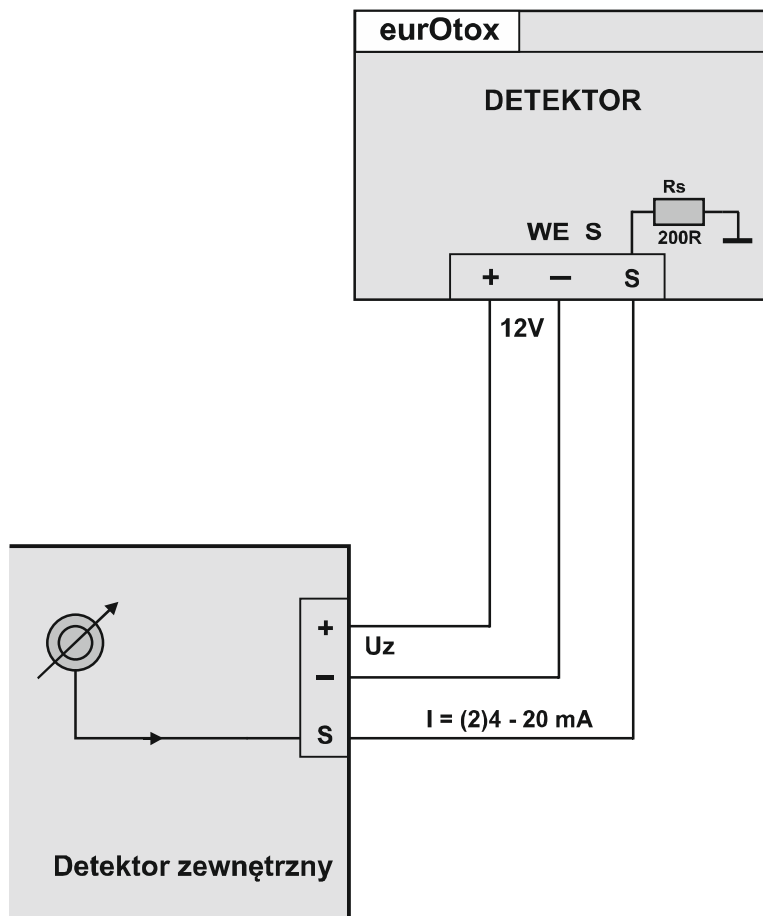 eurOtox
DETEKTOR
Rs
200R
WE S
+ – S
12V
+
Uz
–
I = (2)4 - 20 mA
S
Detektor zewnętrzny